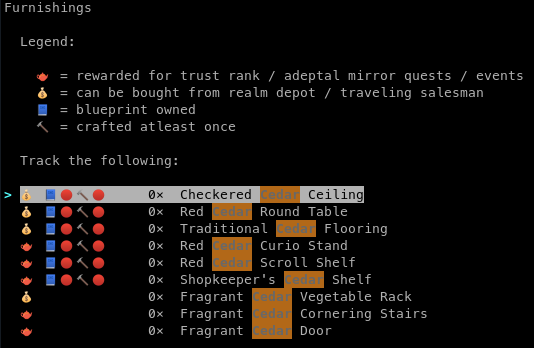 Furnishings
Legend:
🫖 = rewarded for trust rank / adeptal mirror quests / events
💰 = can be bought from realm depot / traveling salesman
📘 = blueprint owned
🔨 = crafted atleast once
Track the following:
> 💰 📘🔴🔨🔴 0× Checkered Cedar Ceiling
💰 📘🔴🔨🔴 0× Red Cedar Round Table
💰 📘🔴🔨🔴 0× Traditional Cedar Flooring
🫖 📘🔴🔨🔴 0× Red Cedar Curio Stand
🫖 📘🔴🔨🔴 0× Red Cedar Scroll Shelf
🫖 📘🔴🔨🔴 0× Shopkeeper's Cedar Shelf
💰 0× Fragrant Cedar Vegetable Rack
🫖 0× Fragrant Cedar Cornering Stairs
🫖 0× Fragrant Cedar Door